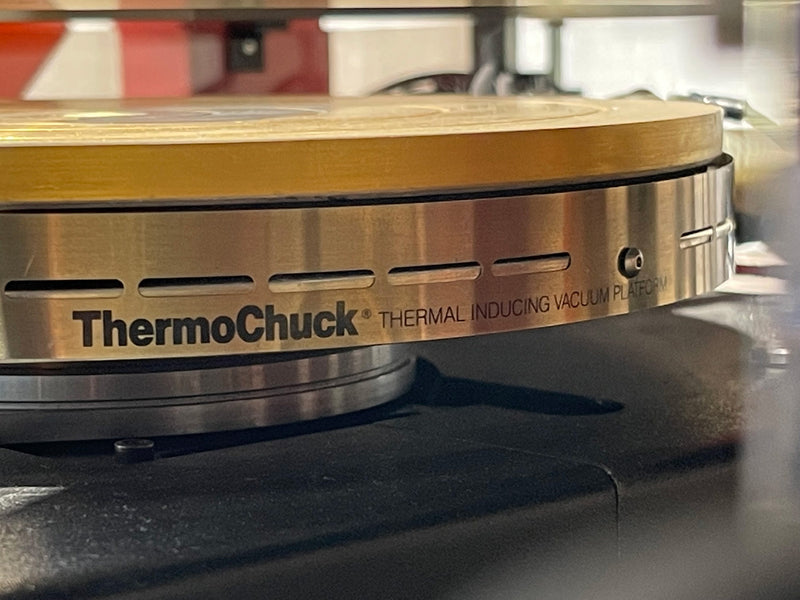 ThermoChuck® THERMAL INDUCING VACUUM PLATFORM